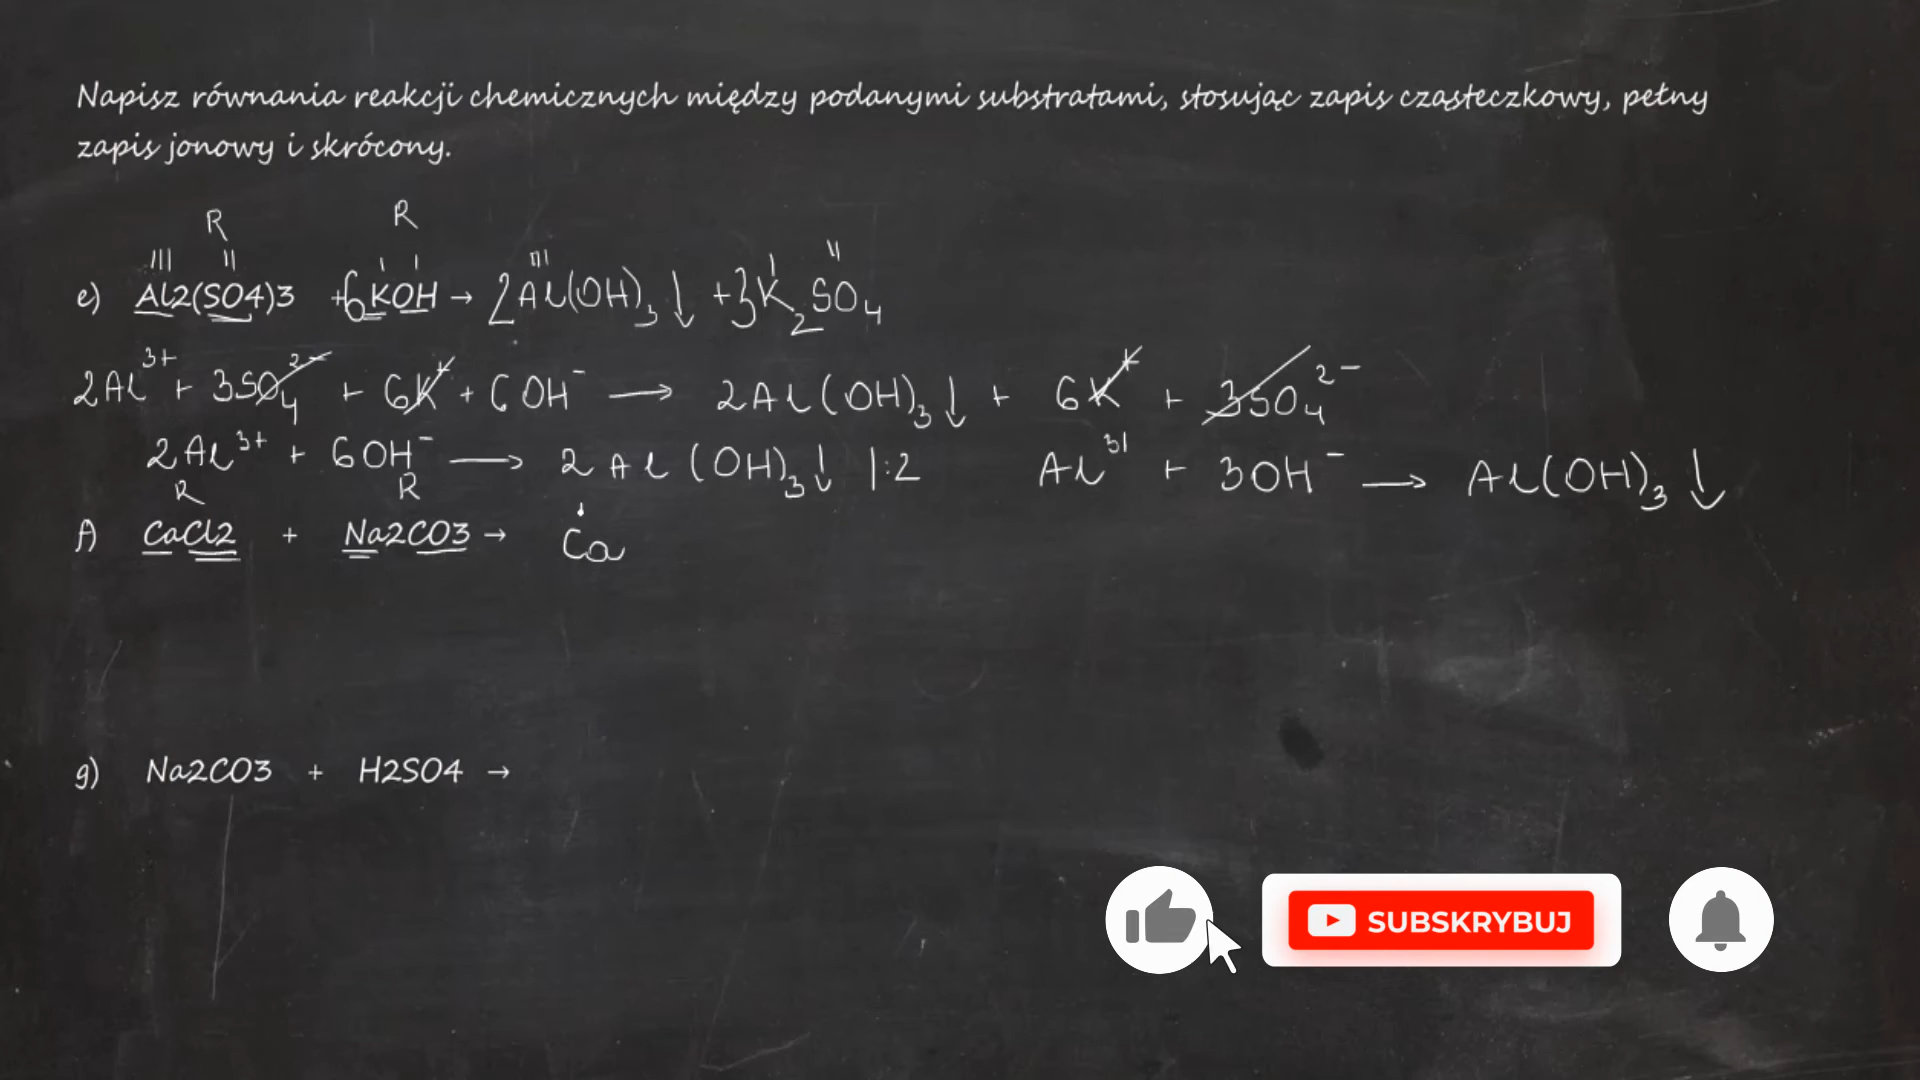 Napisz równania reakcji chemicznych między podanymi substratami, stosując zapis cząsteczkowy, pełny
zapis jonowy i skrócony.
R R
III II I I III I II
e) Al2(SO4)3 +6KOH → 2Al(OH)₃↓ +3K₂SO₄
2Al³⁺ + 3SO₄²⁻ + 6K⁺ + 6OH⁻ → 2Al(OH)₃↓ + 6K⁺ + 3SO₄²⁻
2Al³⁺ + 6OH⁻ → 2Al(OH)₃↓ |:2 Al³⁺ + 3OH⁻ → Al(OH)₃↓
R R
f) CaCl2 + Na2CO3 → Ca
g) Na2CO3 + H2SO4 →
SUBSKRYBUJ